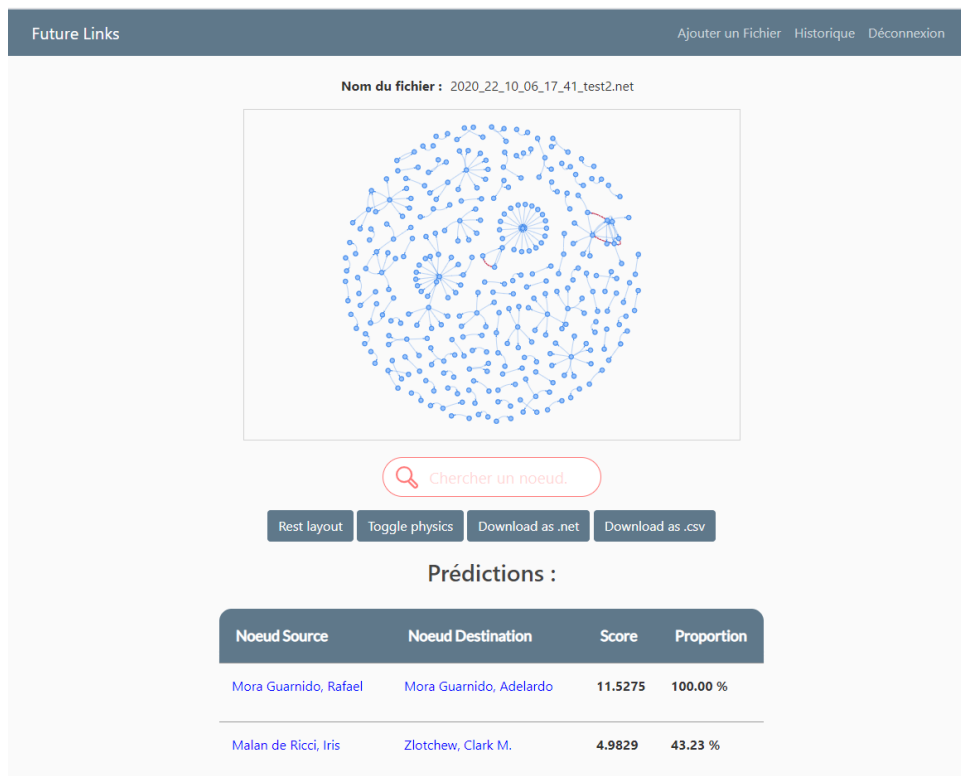 Future Links Ajouter un Fichier Historique Déconnexion
Nom du fichier : 2020_22_10_06_17_41_test2.net
Chercher un noeud.
Rest layout Toggle physics Download as .net Download as .csv
Prédictions :
Noeud Source Noeud Destination Score Proportion
Mora Guarnido, Rafael Mora Guarnido, Adelardo 11.5275 100.00 %
Malan de Ricci, Iris Zlotchew, Clark M. 4.9829 43.23 %